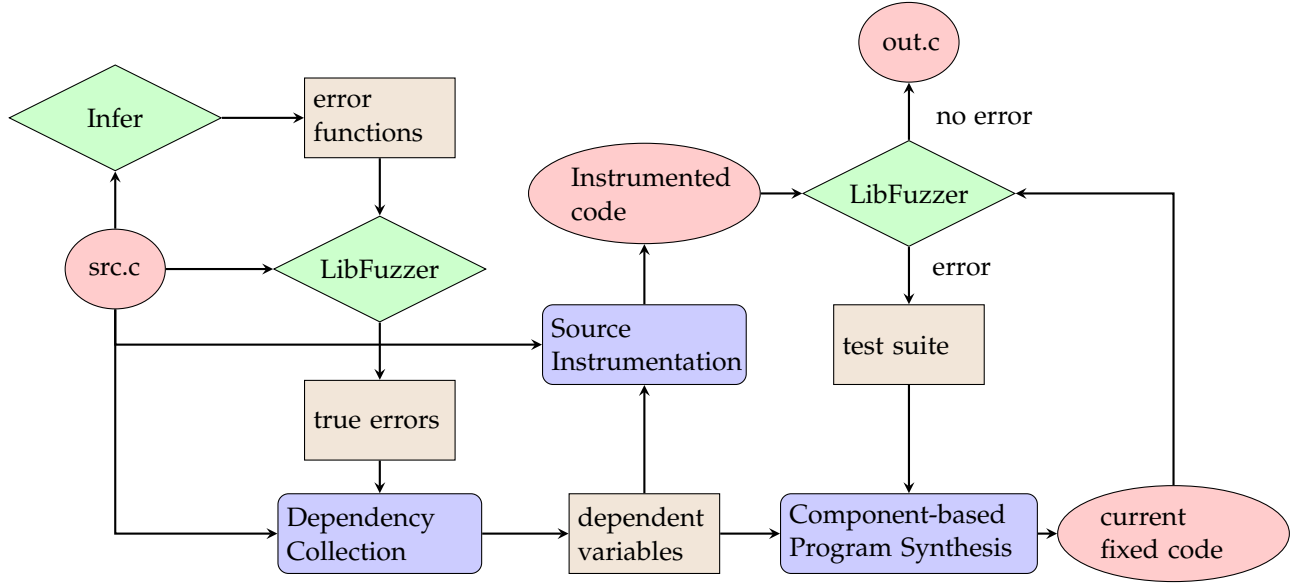 out.c
Infer
error
functions
no error
Instrumented
code
LibFuzzer
src.c
LibFuzzer
error
Source
Instrumentation
test suite
true errors
Dependency
Collection
dependent
variables
Component-based
Program Synthesis
current
fixed code